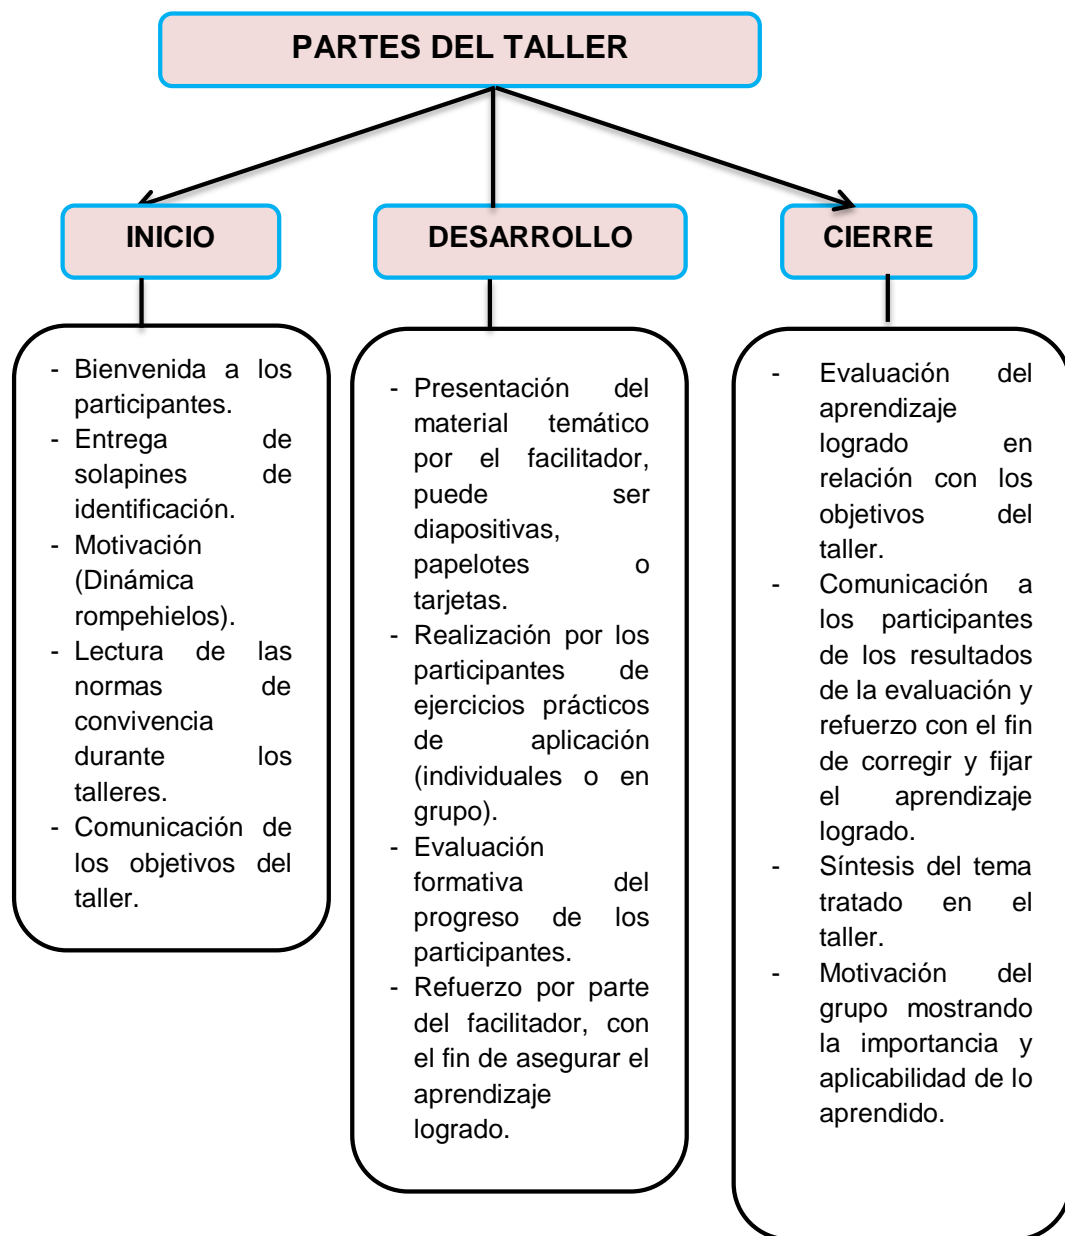 PARTES DEL TALLER
INICIO
DESARROLLO
CIERRE
- Bienvenida a los
participantes.
- Entrega de
solapines de
identificación.
- Motivación
(Dinámica
rompehielos).
- Lectura de las
normas de
convivencia
durante los
talleres.
- Comunicación de
los objetivos del
taller.
- Presentación del
material temático
por el facilitador,
puede ser
diapositivas,
papelotes o
tarjetas.
- Realización por los
participantes de
ejercicios prácticos
de aplicación
(individuales o en
grupo).
- Evaluación
formativa del
progreso de los
participantes.
- Refuerzo por parte
del facilitador, con
el fin de asegurar el
aprendizaje
logrado.
- Evaluación del
aprendizaje
logrado en
relación con los
objetivos del
taller.
- Comunicación a
los participantes
de los resultados
de la evaluación y
refuerzo con el fin
de corregir y fijar
el aprendizaje
logrado.
- Síntesis del tema
tratado en el
taller.
- Motivación del
grupo mostrando
la importancia y
aplicabilidad de lo
aprendido.